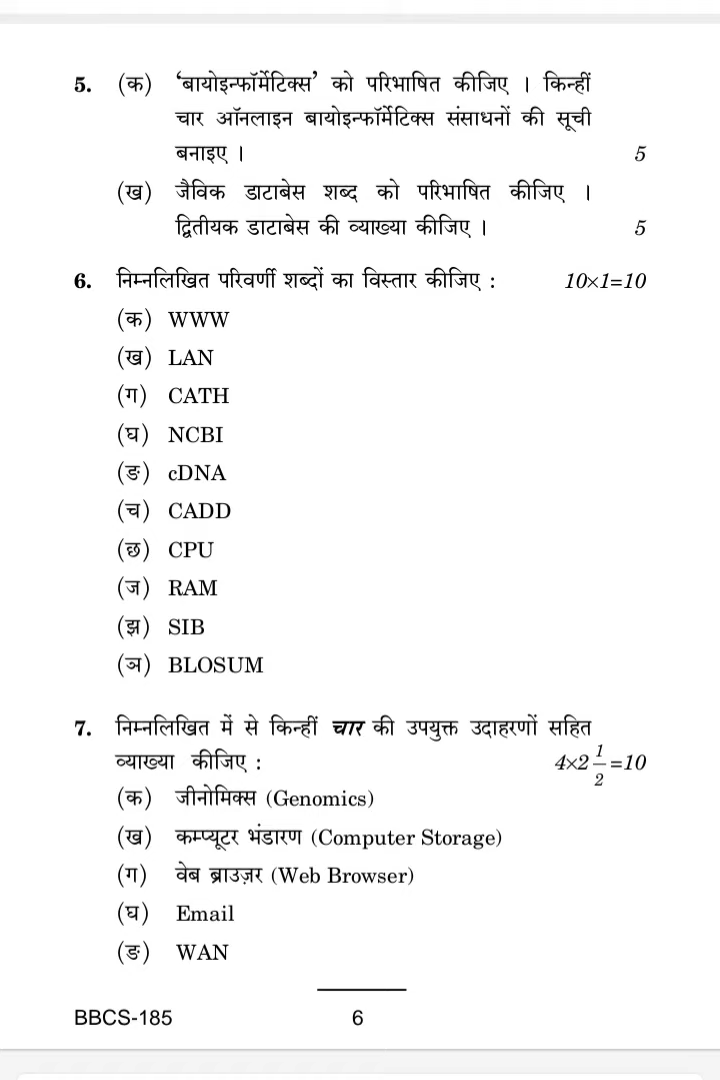 5. (क) ‘बायोइन्फॉर्मेटिक्स’ को परिभाषित कीजिए । किन्हीं
चार ऑनलाइन बायोइन्फॉर्मेटिक्स संसाधनों की सूची
बनाइए । 5
(ख) जैविक डाटाबेस शब्द को परिभाषित कीजिए ।
द्वितीयक डाटाबेस की व्याख्या कीजिए । 5
6. निम्नलिखित परिवर्णी शब्दों का विस्तार कीजिए : 10×1=10
(क) WWW
(ख) LAN
(ग) CATH
(घ) NCBI
(ङ) cDNA
(च) CADD
(छ) CPU
(ज) RAM
(झ) SIB
(ञ) BLOSUM
7. निम्नलिखित में से किन्हीं चार की उपयुक्त उदाहरणों सहित
व्याख्या कीजिए : 4×2 1/2 =10
(क) जीनोमिक्स (Genomics)
(ख) कम्प्यूटर भंडारण (Computer Storage)
(ग) वेब ब्राउज़र (Web Browser)
(घ) Email
(ङ) WAN
BBCS-185 6